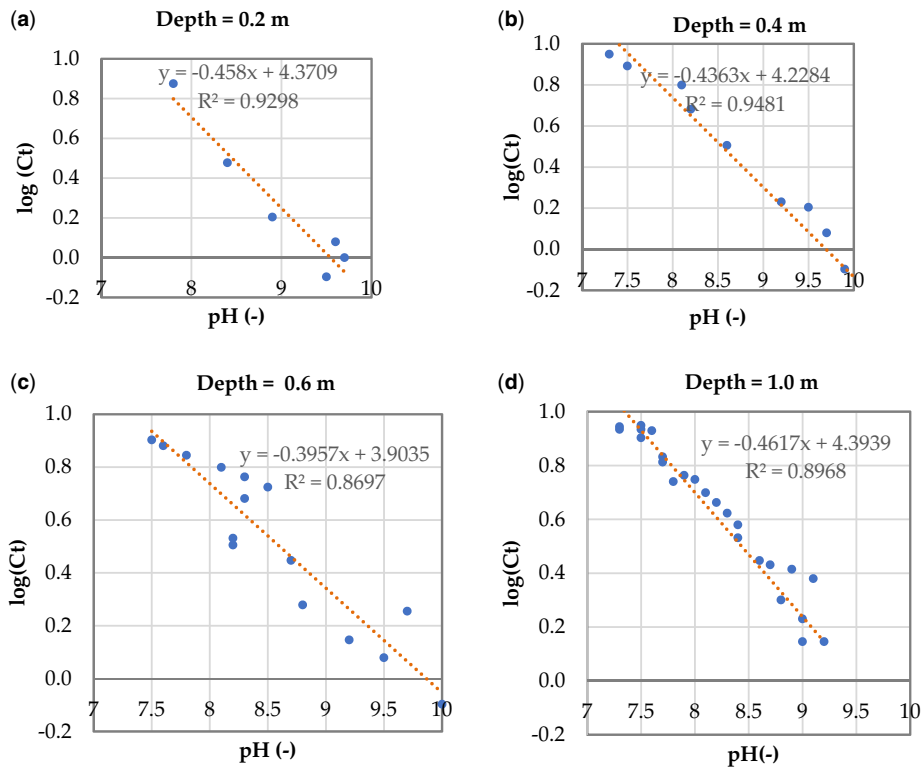 (a)
Depth = 0.2 m
1.0
0.8
0.6
0.4
0.2
0.0
-0.2
log (Ct)
y = -0.458x + 4.3709
R² = 0.9298
7
8
9
10
pH (-)
(b)
Depth = 0.4 m
1.0
0.8
0.6
0.4
0.2
0.0
-0.2
log(Ct)
y = -0.4363x + 4.2284
R² = 0.9481
7
7.5
8
8.5
9
9.5
10
pH (-)
(c)
Depth = 0.6 m
1.0
0.8
0.6
0.4
0.2
0.0
-0.2
log(Ct)
y = -0.3957x + 3.9035
R² = 0.8697
7
7.5
8
8.5
9
9.5
10
pH (-)
(d)
Depth = 1.0 m
1.0
0.8
0.6
0.4
0.2
0.0
-0.2
log(Ct)
y = -0.4617x + 4.3939
R² = 0.8968
7
7.5
8
8.5
9
9.5
10
pH(-)